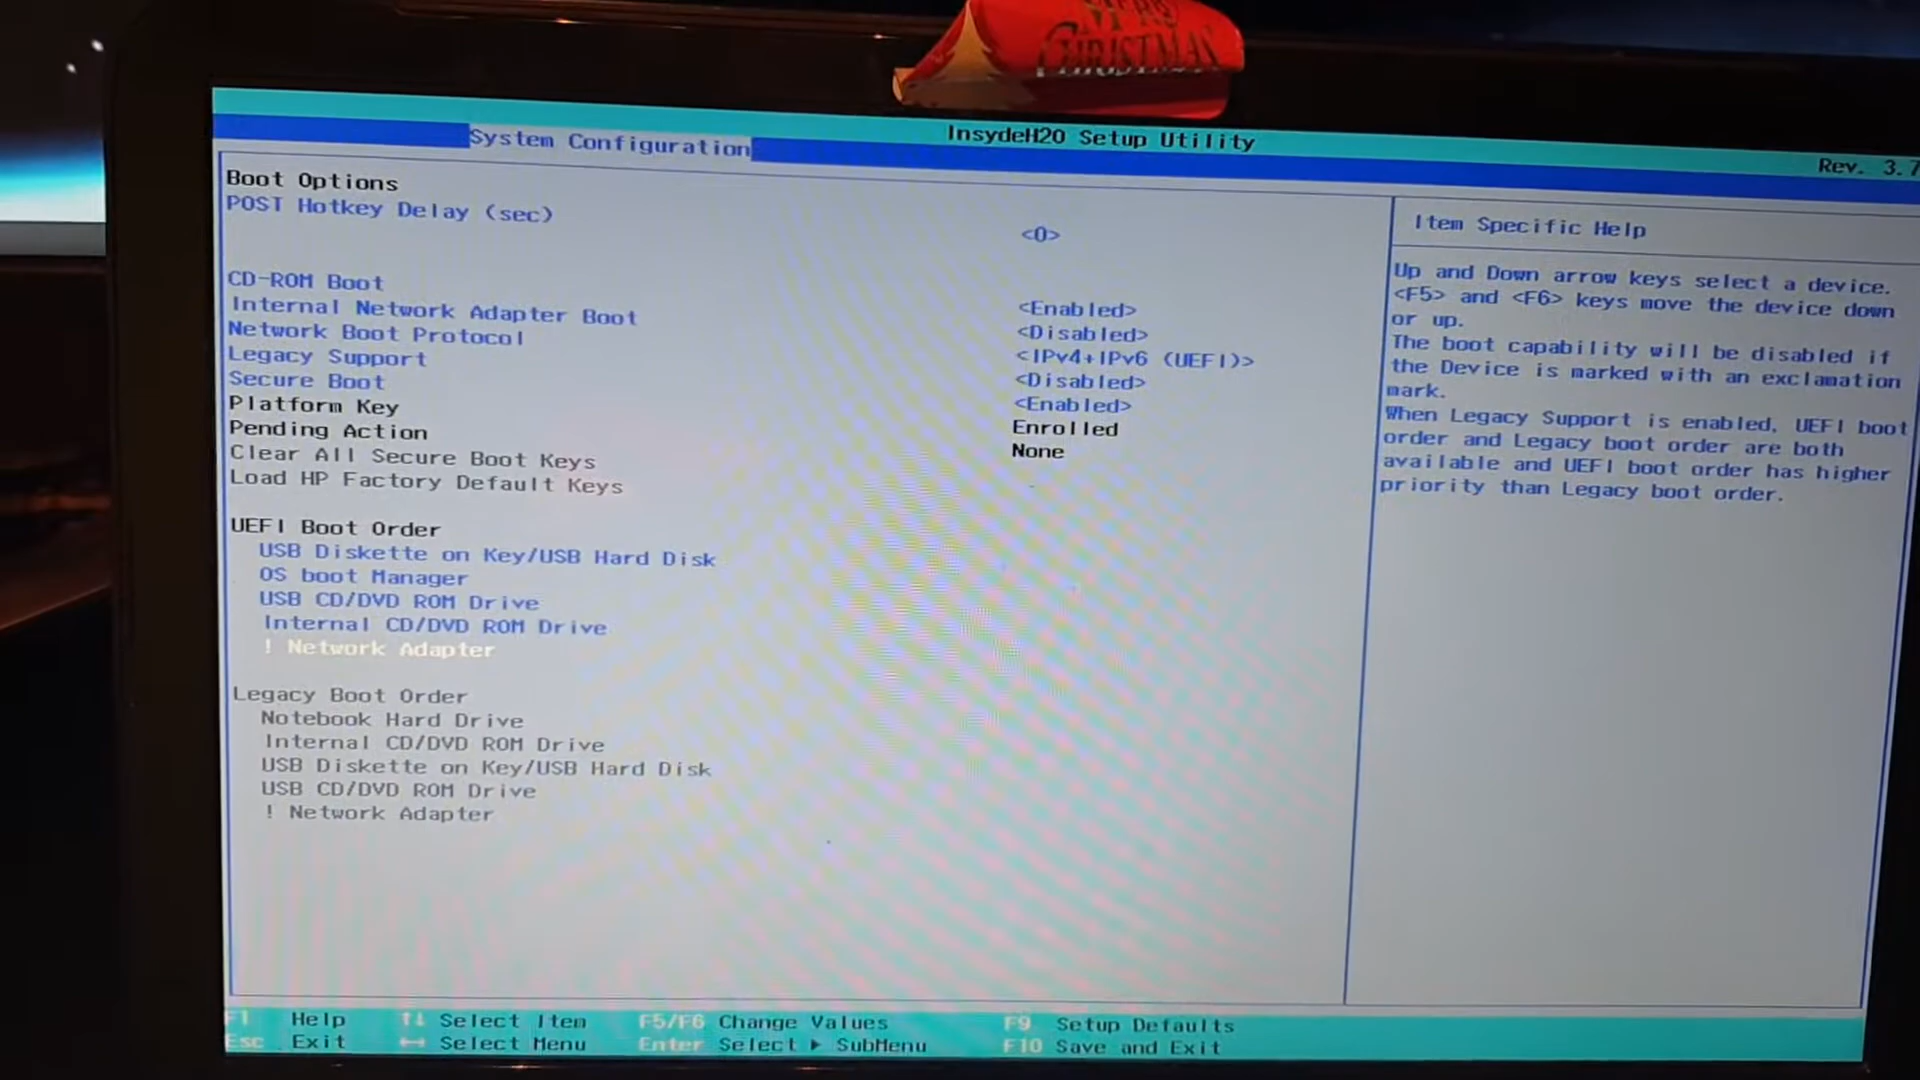 MERRY
CHRISTMAS
InsydeH2O Setup Utility
Rev. 3.7
System Configuration
Boot Options
POST Hotkey Delay (sec) <0>
CD-ROM Boot <Enabled>
Internal Network Adapter Boot <Disabled>
Network Boot Protocol <IPv4+IPv6 (UEFI)>
Legacy Support <Disabled>
Secure Boot <Enabled>
Platform Key Enrolled
Pending Action None
Clear All Secure Boot Keys
Load HP Factory Default Keys
UEFI Boot Order
USB Diskette on Key/USB Hard Disk
OS boot Manager
USB CD/DVD ROM Drive
Internal CD/DVD ROM Drive
! Network Adapter
Legacy Boot Order
Notebook Hard Drive
Internal CD/DVD ROM Drive
USB Diskette on Key/USB Hard Disk
USB CD/DVD ROM Drive
! Network Adapter
Item Specific Help
Up and Down arrow keys select a device.
<F5> and <F6> keys move the device down
or up.
The boot capability will be disabled if
the Device is marked with an exclamation
mark.
When Legacy Support is enabled, UEFI boot
order and Legacy boot order are both
available and UEFI boot order has higher
priority than Legacy boot order.
F1 Help ↑↓ Select Item F5/F6 Change Values F9 Setup Defaults
Esc Exit ↔ Select Menu Enter Select ▶ SubMenu F10 Save and Exit